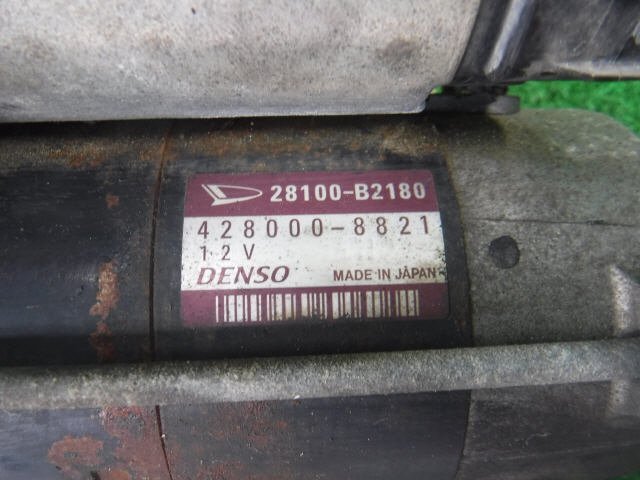 28100-B2180
428000-8821
12V
DENSO MADE IN JAPAN